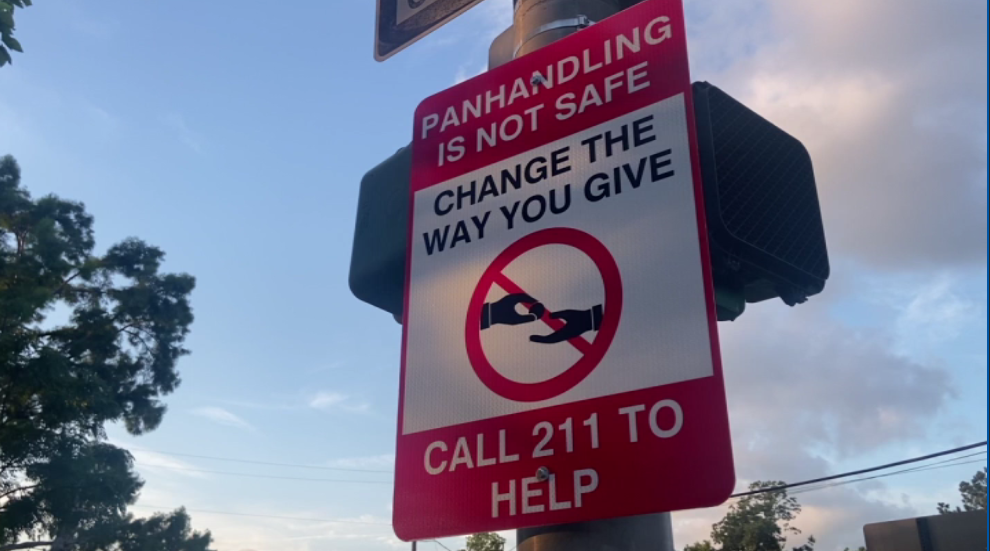 PANHANDLING
IS NOT SAFE
CHANGE THE
WAY YOU GIVE
CALL 211 TO
HELP